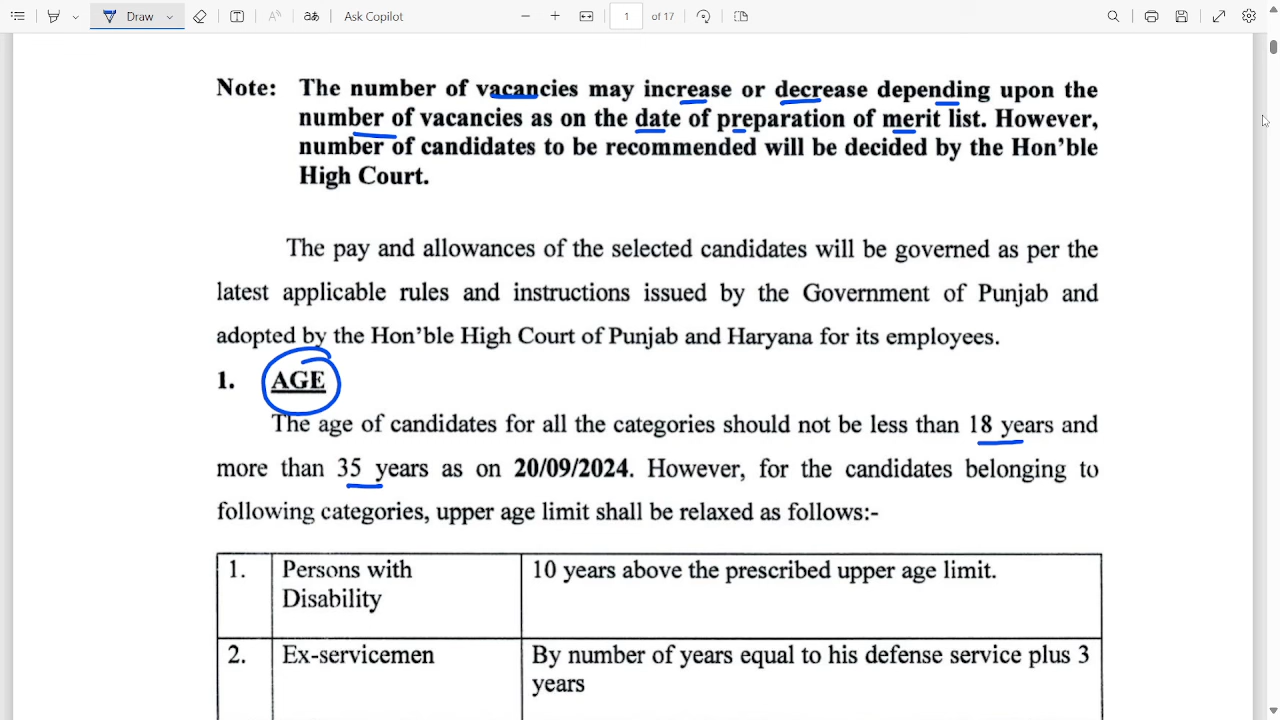 Draw
Ask Copilot
1 of 17
Note: The number of vacancies may increase or decrease depending upon the
number of vacancies as on the date of preparation of merit list. However,
number of candidates to be recommended will be decided by the Hon'ble
High Court.
The pay and allowances of the selected candidates will be governed as per the
latest applicable rules and instructions issued by the Government of Punjab and
adopted by the Hon'ble High Court of Punjab and Haryana for its employees.
1. AGE
The age of candidates for all the categories should not be less than 18 years and
more than 35 years as on 20/09/2024. However, for the candidates belonging to
following categories, upper age limit shall be relaxed as follows:-
1. Persons with Disability 10 years above the prescribed upper age limit.
2. Ex-servicemen By number of years equal to his defense service plus 3
years